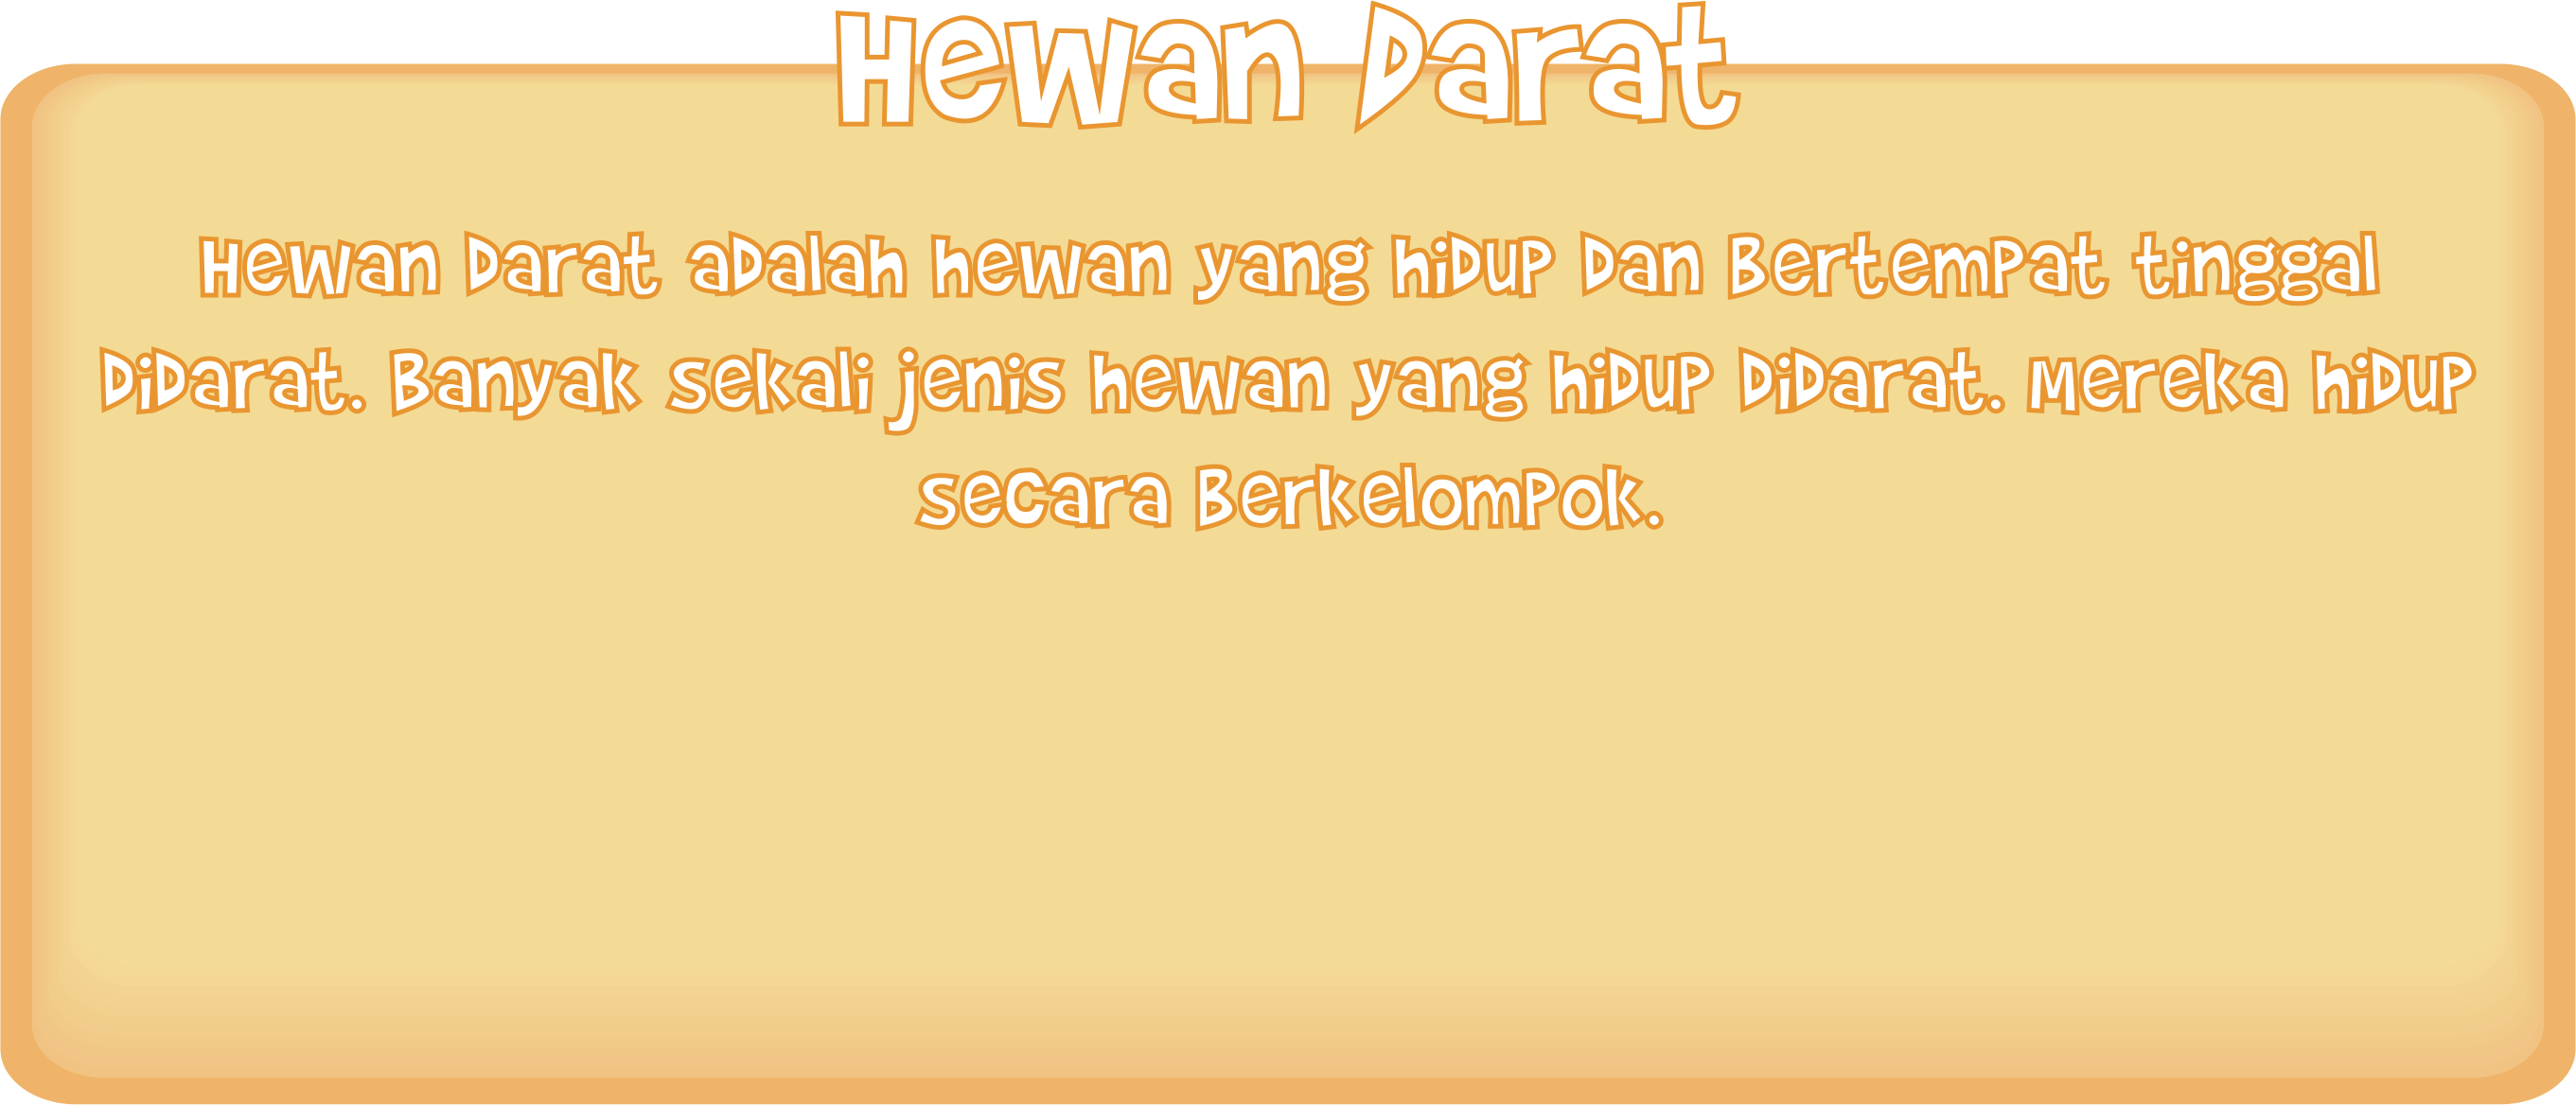 Hewan Darat
Hewan Darat adalah hewan yang hidup dan bertempat tinggal
didarat. Banyak sekali jenis hewan yang hidup didarat. Mereka hidup
secara berkelompok.